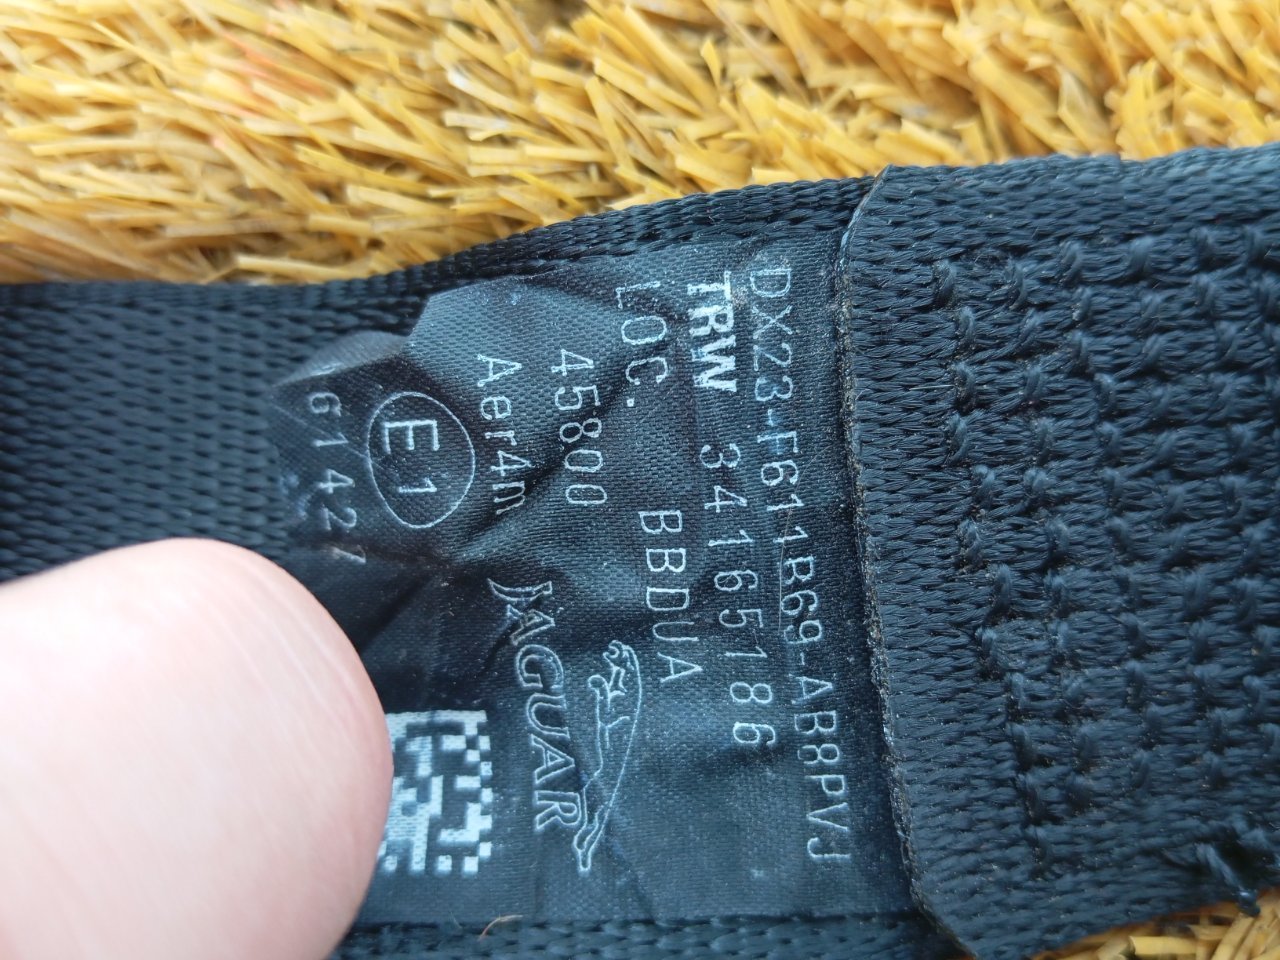 DX23-F611B69-AB8PVJ
TRW 34165186
LOC. BBDUA
45800
Aer4m
E1
JAGUAR